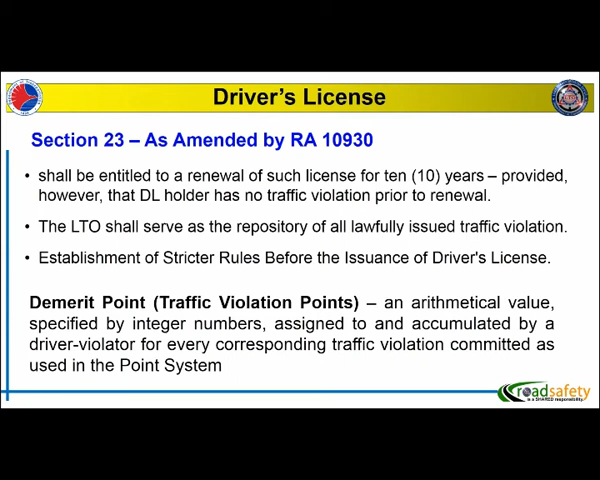 Driver's License
Section 23 – As Amended by RA 10930
• shall be entitled to a renewal of such license for ten (10) years – provided,
however, that DL holder has no traffic violation prior to renewal.
• The LTO shall serve as the repository of all lawfully issued traffic violation.
• Establishment of Stricter Rules Before the Issuance of Driver's License.
Demerit Point (Traffic Violation Points) – an arithmetical value,
specified by integer numbers, assigned to and accumulated by a
driver-violator for every corresponding traffic violation committed as
used in the Point System
roadsafety
is a SHARED responsibility.